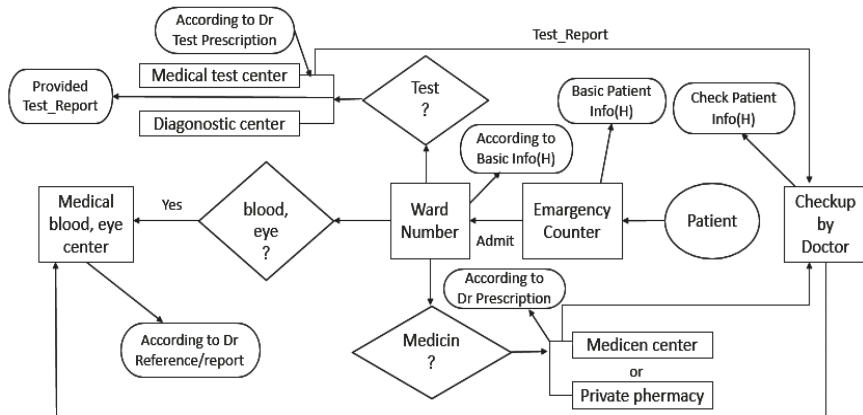 According to Dr
Test Prescription
Test_Report
Provided
Test_Report
Medical test center
Diagonostic center
Test
?
Basic Patient
Info(H)
Check Patient
Info(H)
According to
Basic Info(H)
Medical
blood, eye
center
Yes
blood,
eye
?
Ward
Number
Admit
Emargency
Counter
Patient
Checkup
by
Doctor
According to
Dr Prescription
According to Dr
Reference/report
Medicin
?
Medicen center
or
Private phermacy